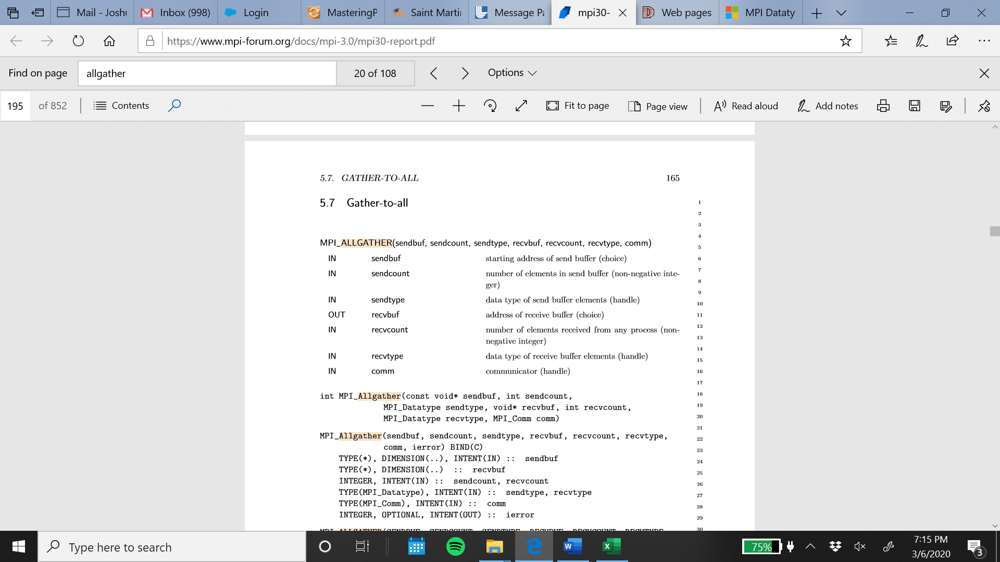 Mail - Joshu
Inbox (998)
Login
MasteringP
Saint Martin
Message Pa
mpi30-
Web pages
MPI Dataty
https://www.mpi-forum.org/docs/mpi-3.0/mpi30-report.pdf
Find on page
allgather
20 of 108
Options
195
of 852
Contents
Fit to page
Page view
Read aloud
Add notes
5.7. GATHER-TO-ALL 165
5.7 Gather-to-all
1
2
3
4
MPI_ALLGATHER(sendbuf, sendcount, sendtype, recvbuf, recvcount, recvtype, comm)
5
IN sendbuf starting address of send buffer (choice) 6
IN sendcount number of elements in send buffer (non-negative inte- 7
ger) 8
9
IN sendtype data type of send buffer elements (handle) 10
OUT recvbuf address of receive buffer (choice) 11
IN recvcount number of elements received from any process (non- 12
negative integer) 13
14
IN recvtype data type of receive buffer elements (handle) 15
IN comm communicator (handle) 16
17
int MPI_Allgather(const void* sendbuf, int sendcount, 18
MPI_Datatype sendtype, void* recvbuf, int recvcount, 19
MPI_Datatype recvtype, MPI_Comm comm) 20
21
MPI_Allgather(sendbuf, sendcount, sendtype, recvbuf, recvcount, recvtype, 22
comm, ierror) BIND(C) 23
TYPE(*), DIMENSION(..), INTENT(IN) :: sendbuf 24
TYPE(*), DIMENSION(..) :: recvbuf 25
INTEGER, INTENT(IN) :: sendcount, recvcount 26
TYPE(MPI_Datatype), INTENT(IN) :: sendtype, recvtype 27
TYPE(MPI_Comm), INTENT(IN) :: comm 28
INTEGER, OPTIONAL, INTENT(OUT) :: ierror 29
MPI_ALLGATHER(SENDBUF, SENDCOUNT, SENDTYPE, RECVBUF, RECVCOUNT, RECVTYPE, 30
Type here to search
75%
7:15 PM
3/6/2020
3